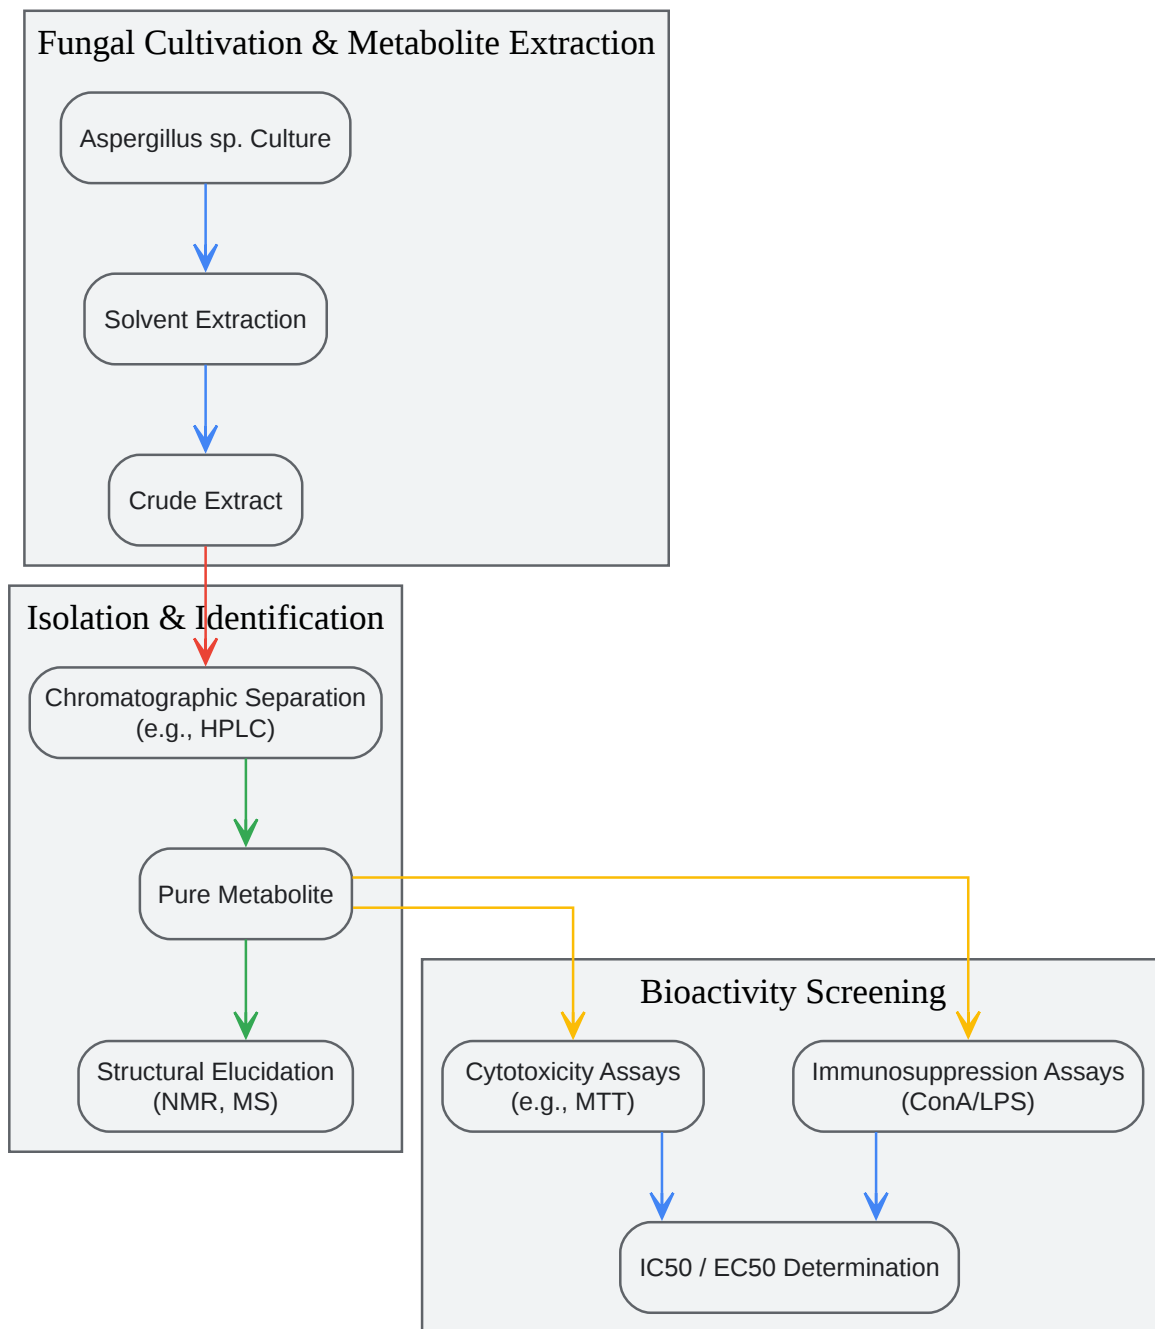 Fungal Cultivation & Metabolite Extraction
Aspergillus sp. Culture
Solvent Extraction
Crude Extract
Isolation & Identification
Chromatographic Separation
(e.g., HPLC)
Pure Metabolite
Structural Elucidation
(NMR, MS)
Bioactivity Screening
Cytotoxicity Assays
(e.g., MTT)
Immunosuppression Assays
(ConA/LPS)
IC50 / EC50 Determination